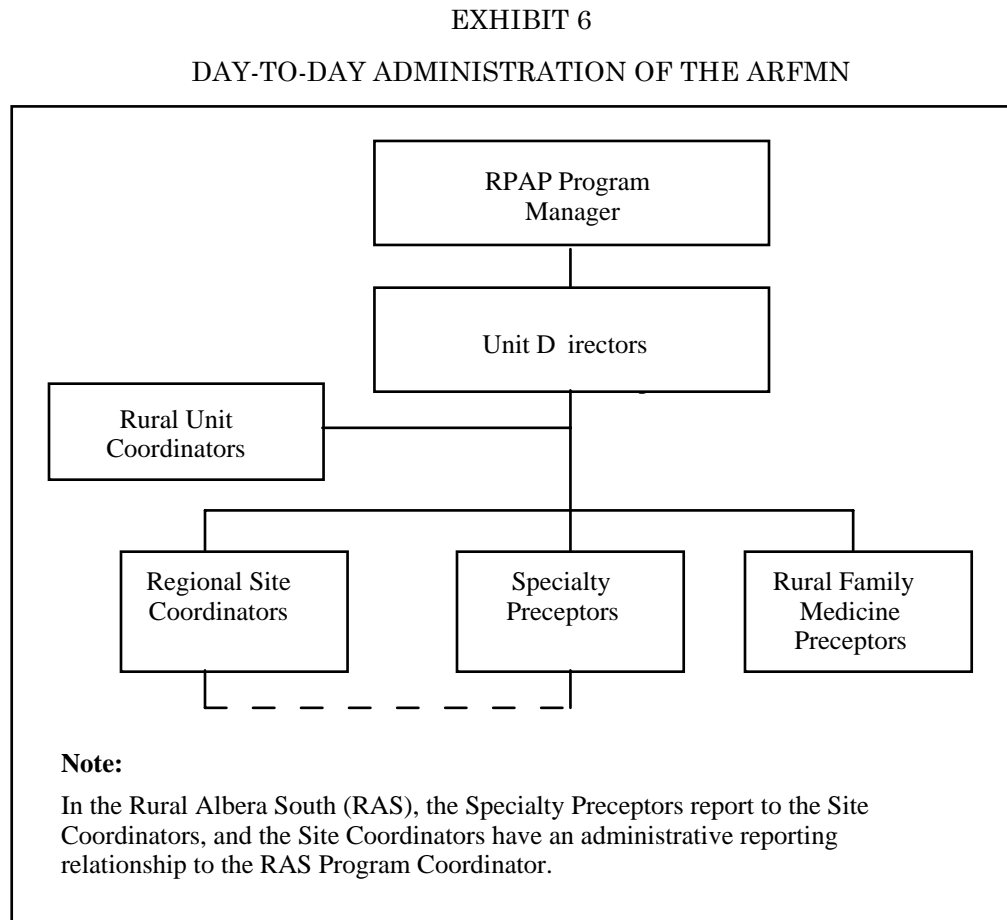 EXHIBIT 6
DAY-TO-DAY ADMINISTRATION OF THE ARFMN
RPAP Program
Manager
Unit D irectors
Rural Unit
Coordinators
Regional Site
Coordinators
Specialty
Preceptors
Rural Family
Medicine
Preceptors
Note:
In the Rural Albera South (RAS), the Specialty Preceptors report to the Site
Coordinators, and the Site Coordinators have an administrative reporting
relationship to the RAS Program Coordinator.